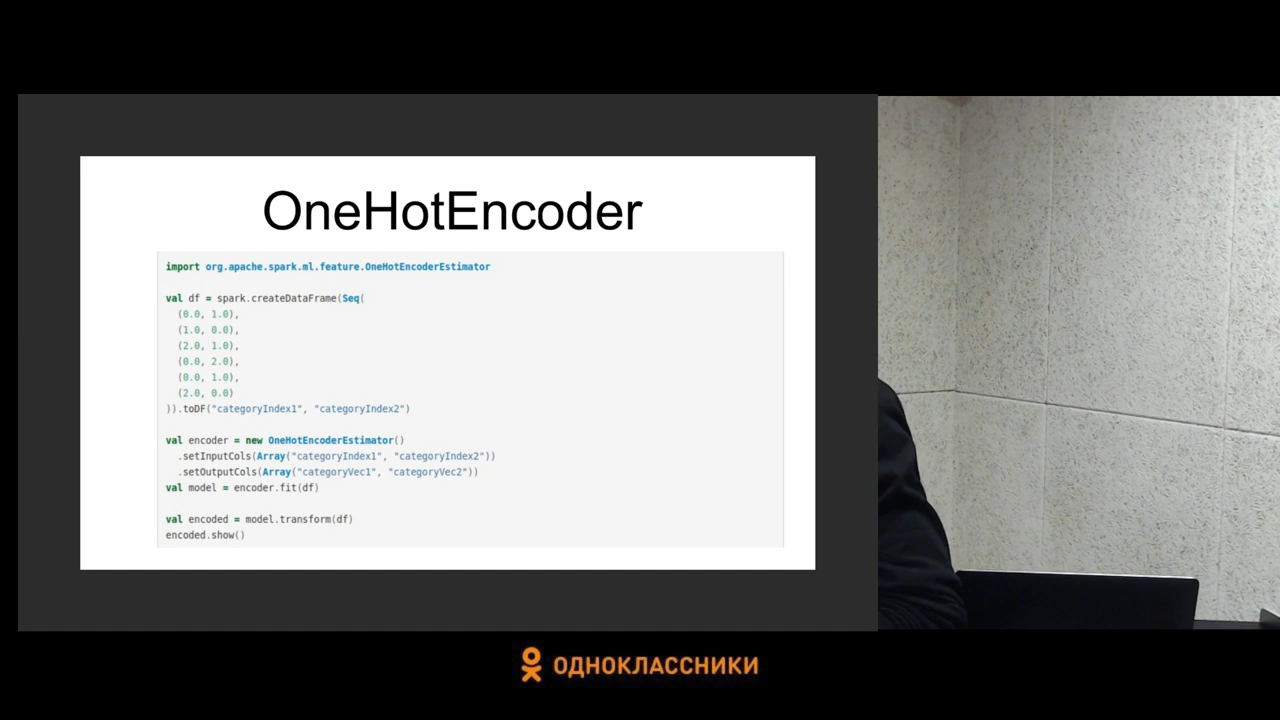 OneHotEncoder
import org.apache.spark.ml.feature.OneHotEncoderEstimator
val df = spark.createDataFrame(Seq(
(0.0, 1.0),
(1.0, 0.0),
(2.0, 1.0),
(0.0, 2.0),
(0.0, 1.0),
(2.0, 0.0)
)).toDF("categoryIndex1", "categoryIndex2")
val encoder = new OneHotEncoderEstimator()
.setInputCols(Array("categoryIndex1", "categoryIndex2"))
.setOutputCols(Array("categoryVec1", "categoryVec2"))
val model = encoder.fit(df)
val encoded = model.transform(df)
encoded.show()
ОДНОКЛАССНИКИ